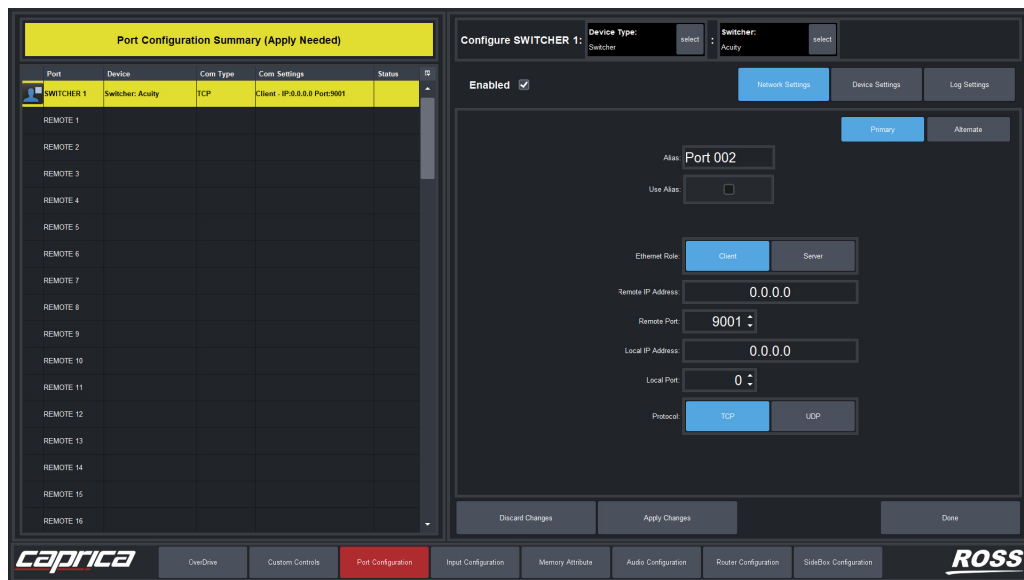 Port Configuration Summary (Apply Needed)
Port Device Com Type Com Settings Status
SWITCHER 1 Switcher: Acuity TCP Client - IP:0.0.0.0 Port:9001
REMOTE 1
REMOTE 2
REMOTE 3
REMOTE 4
REMOTE 5
REMOTE 6
REMOTE 7
REMOTE 8
REMOTE 9
REMOTE 10
REMOTE 11
REMOTE 12
REMOTE 13
REMOTE 14
REMOTE 15
REMOTE 16
Configure SWITCHER 1: Device Type: Switcher select : Switcher: Acuity select
Enabled Network Settings Device Settings Log Settings
Primary Alternate
Alias: Port 002
Use Alias:
Ethernet Role: Client Server
Remote IP Address: 0.0.0.0
Remote Port: 9001
Local IP Address: 0.0.0.0
Local Port: 0
Protocol: TCP UDP
Discard Changes Apply Changes Done
caprica OverDrive Custom Controls Port Configuration Input Configuration Memory Attribute Audio Configuration Router Configuration SideBox Configuration ROSS